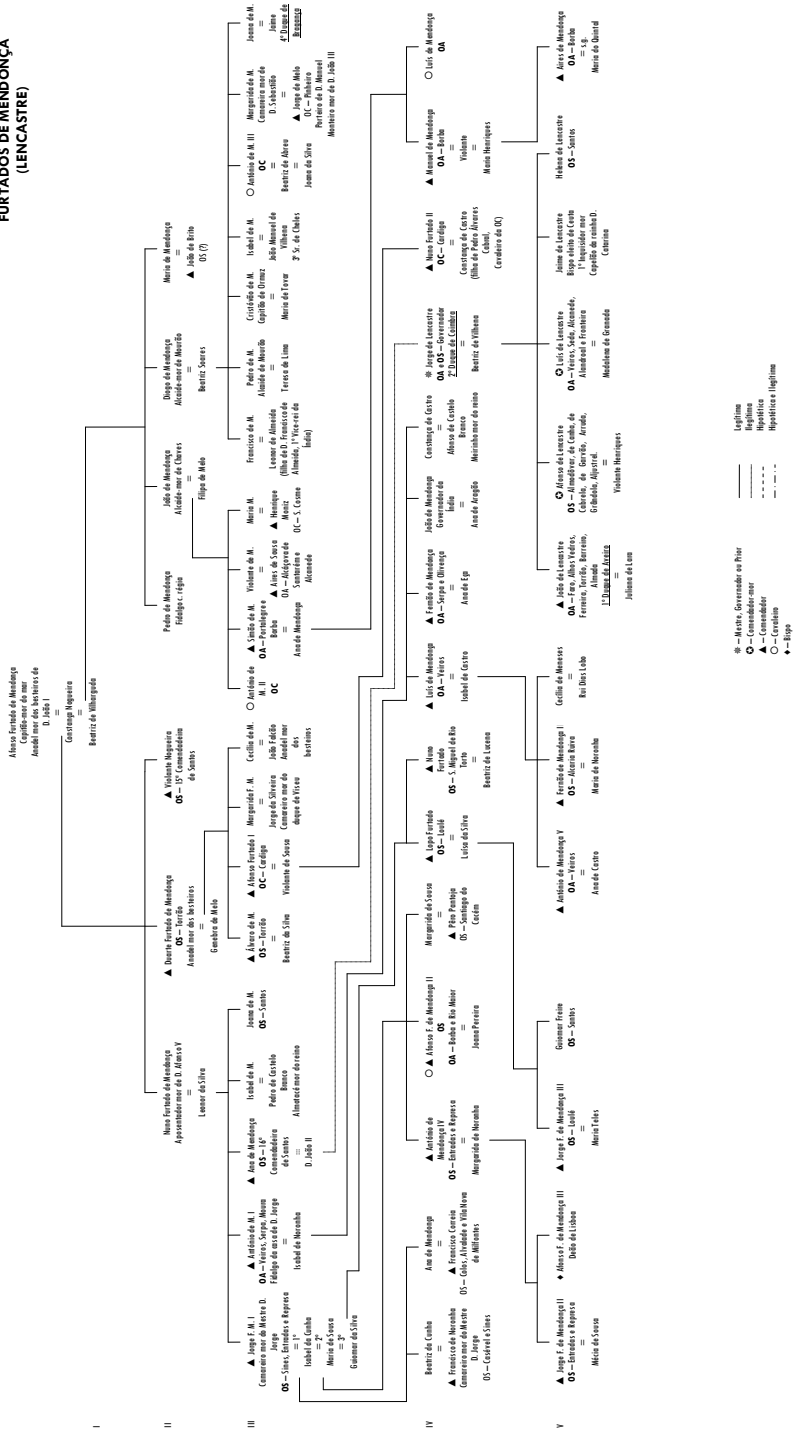 FURTADOS DE MENDONÇA
(LENCASTRE)
Afonso Furtado de Mendonça
Capitão-mor do mar
Anadel mor dos besteiros de
D. João I
=
Constança Nogueira
=
Beatriz de Vilharguda
I
II
Nuno Furtado de Mendonça
Aposentador mor de D. Afonso V
=
Leonor da Silva
▲ Duarte Furtado de Mendonça
OS – Torrão
Anadel mor dos besteiros
=
Genebra de Melo
▲ Violante Nogueira
OS – 15ª Comendadeira
de Santos
Pedro de Mendonça
Fidalgo c. régia
João de Mendonça
Alcaide-mor de Chaves
=
Filipa de Melo
Diogo de Mendonça
Alcaide-mor de Mourão
=
Beatriz Soares
Maria de Mendonça
=
▲ João de Brito
OS (?)
III
▲ Jorge F. M. I
Camareiro mor do Mestre D.
Jorge
OS – Sines, Entradas e Represa
= 1º
Isabel da Cunha
= 2º
Maria de Sousa
= 3º
Guiomar da Silva
▲ António de M. I
OA – Veiros, Serpa, Moura
Fidalgo da casa de D. Jorge
=
Isabel de Noronha
▲ Ana de Mendonça
OS – 16ª
Comendadeira
de Santos
=
D. João II
Isabel de M.
=
Pedro de Castelo
Branco
Almotacé mor do reino
Joana de M.
OS – Santos
▲ Álvaro de M.
OS – Torrão
=
Beatriz da Silva
▲ Afonso Furtado I
OC – Cardiga
=
Violante de Sousa
Margarida F. M.
=
Jorge da Silveira
Camareiro mor do
duque de Viseu
Cecília de M.
=
João Falcão
Anadel mor
dos
besteiros
○ António de
M. II
OC
▲ Simão de M.
OA – Portalegre e
Borba
=
Ana de Mendonça
Violante de M.
=
▲ Aires de Sousa
OA – Alcáçova de
Santarém e
Alcanede
Maria M.
=
▲ Henrique
Moniz
OC – S. Cosme
Francisco de M.
=
Leonor de Almeida
(filha de D. Francisco de
Almeida, 1º Vice-rei da
Índia)
Pedro de M.
Alcaide de Mourão
=
Teresa de Lima
Cristóvão de M.
Capitão de Ormuz
=
Maria de Tovar
Isabel de M.
=
João Manuel de
Vilhena
3º Sr. de Cheles
○ António de M. III
OC
=
Beatriz de Abreu
=
Joana da Silva
Margarida de M.
Camareira mor de
D. Sebastião
=
▲ Jorge de Melo
OC – Pinheiro
Porteiro de D. Manuel
Monteiro mor de D. João III
Joana de M.
=
Jaime
4º Duque de
Bragança
IV
Beatriz da Cunha
=
▲ Francisco de Noronha
Camareiro mor do Mestre
D. Jorge
OS – Casével e Sines
Ana de Mendonça
=
▲ Francisco Correia
OS – Colos, Alvalade e Vila Nova
de Milfontes
▲ António de
Mendonça IV
OS – Entradas e Represa
=
Margarida de Noronha
○ ▲ Afonso F. de Mendonça II
OS
OA – Borba e Rio Maior
=
Joana Pereira
Margarida de Sousa
=
▲ Pêro Pantoja
OS – Santiago do
Cacém
▲ Lopo Furtado
OS – Loulé
=
Luísa da Silva
▲ Nuno
Furtado
OS – S. Miguel de Rio
Torto
=
Beatriz de Lucena
▲ Luís de Mendonça
OA – Veiros
=
Isabel de Castro
▲ Fernão de Mendonça
OA – Serpa e Olivença
=
Ana de Eça
João de Mendonça
Governador da
Índia
=
Ana de Aragão
Constança de Castro
=
Afonso de Castelo
Branco
Meirinho mor do reino
✻ Jorge de Lencastre
OA e OS – Governador
2º Duque de Coimbra
=
Beatriz de Vilhena
▲ Nuno Furtado II
OC – Cardiga
=
Constança de Castro
(filha de Pedro Álvares
Cabral,
Cavaleiro da OC)
▲ Manuel de Mendonça
OA – Borba
=
Violante
=
Maria Henriques
○ Luís de Mendonça
OA
V
▲ Jorge F. de Mendonça II
OS – Entradas e Represa
=
Mécia de Sousa
◆ Afonso F. de Mendonça III
Deão de Lisboa
▲ Jorge F. de Mendonça III
OS – Loulé
=
Maria Teles
Guiomar Freire
OS – Santos
▲ António de Mendonça V
OA – Veiros
=
Ana de Castro
▲ Fernão de Mendonça I
OS – Alcaria Ruiva
=
Maria de Noronha
Cecília de Meneses
=
Rui Dias Lobo
▲ João de Lencastre
OA – Faro, Alhos Vedros,
Ferreira, Torrão, Barreiro,
Almada
1º Duque de Aveiro
=
Juliana de Lara
✪ Afonso de Lencastre
OS – Almodôvar, de Canha, de
Cabrela, de Garvão, Arruda,
Grândola, Aljustrel.
=
Violante Henriques
✪ Luís de Lencastre
OA – Veiros, Seda, Alcanede,
Alandroal e Fronteira
=
Madalena de Granada
Jaime de Lencastre
Bispo eleito de Ceuta
1º Inquisidor mor
Capelão da rainha D.
Catarina
Helena de Lencastre
OS – Santos
▲ Aires de Mendonça
OA – Borba
= s.g.
Maria do Quintal
✻ – Mestre, Governador ou Prior
✪ – Comendador-mor
▲ – Comendador
○ – Cavaleiro
◆ – Bispo
Legítima
Ilegítima
Hipotética
Hipotética e Ilegítima